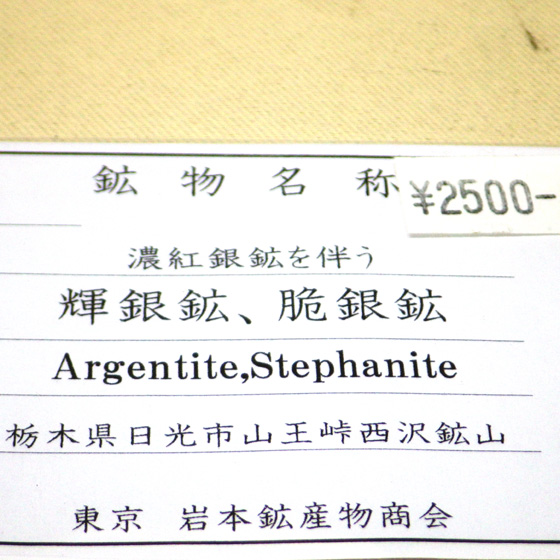 鉱物名称
¥2500-
濃紅銀鉱を伴う
輝銀鉱、脆銀鉱
Argentite,Stephanite
栃木県日光市山王峠西沢鉱山
東京 岩本鉱産物商会